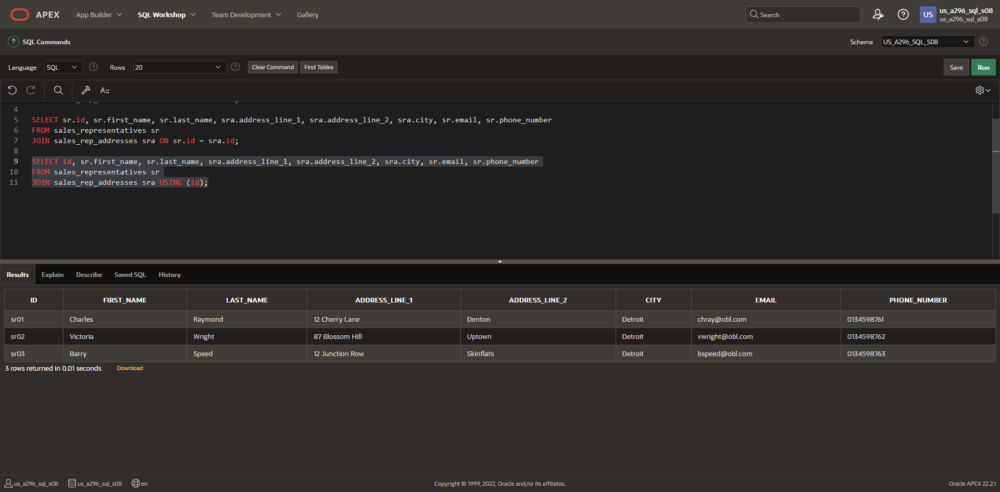 APEX App Builder SQL Workshop Team Development Gallery Search US us_a296_sql_s08
us_a296_sql_s08
SQL Commands Schema US_A296_SQL_S08
Language SQL Rows 20 Clear Command Find Tables Save Run
A::
4
5 SELECT sr.id, sr.first_name, sr.last_name, sra.address_line_1, sra.address_line_2, sra.city, sr.email, sr.phone_number
6 FROM sales_representatives sr
7 JOIN sales_rep_addresses sra ON sr.id = sra.id;
8
9 SELECT id, sr.first_name, sr.last_name, sra.address_line_1, sra.address_line_2, sra.city, sr.email, sr.phone_number
10 FROM sales_representatives sr
11 JOIN sales_rep_addresses sra USING (id);
Results Explain Describe Saved SQL History
ID FIRST_NAME LAST_NAME ADDRESS_LINE_1 ADDRESS_LINE_2 CITY EMAIL PHONE_NUMBER
sr01 Charles Raymond 12 Cherry Lane Denton Detroit chray@obl.com 0134598761
sr02 Victoria Wright 87 Blossom Hill Uptown Detroit vwright@obl.com 0134598762
sr03 Barry Speed 12 Junction Row Skinflats Detroit bspeed@obl.com 0134598763
3 rows returned in 0.01 seconds Download
us_a296_sql_s08 us_a296_sql_s08 en Copyright © 1999, 2022, Oracle and/or its affiliates. Oracle APEX 22.2.1